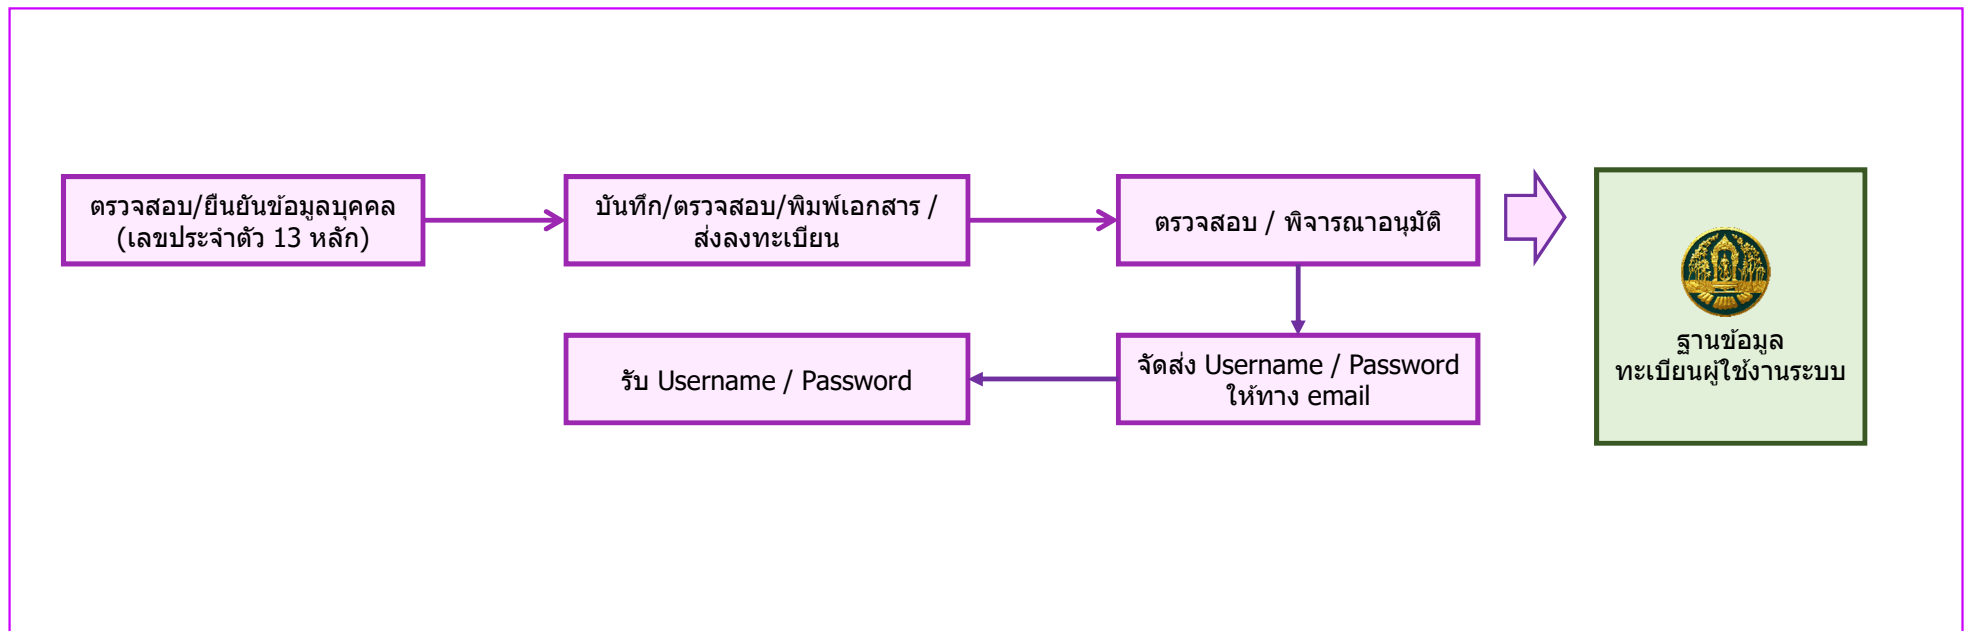 ตรวจสอบ/ยืนยันข้อมูลบุคคล
(เลขประจำตัว 13 หลัก)
บันทึก/ตรวจสอบ/พิมพ์เอกสาร /
ส่งลงทะเบียน
ตรวจสอบ / พิจารณาอนุมัติ
ฐานข้อมูล
ทะเบียนผู้ใช้งานระบบ
รับ Username / Password
จัดส่ง Username / Password
ให้ทาง email